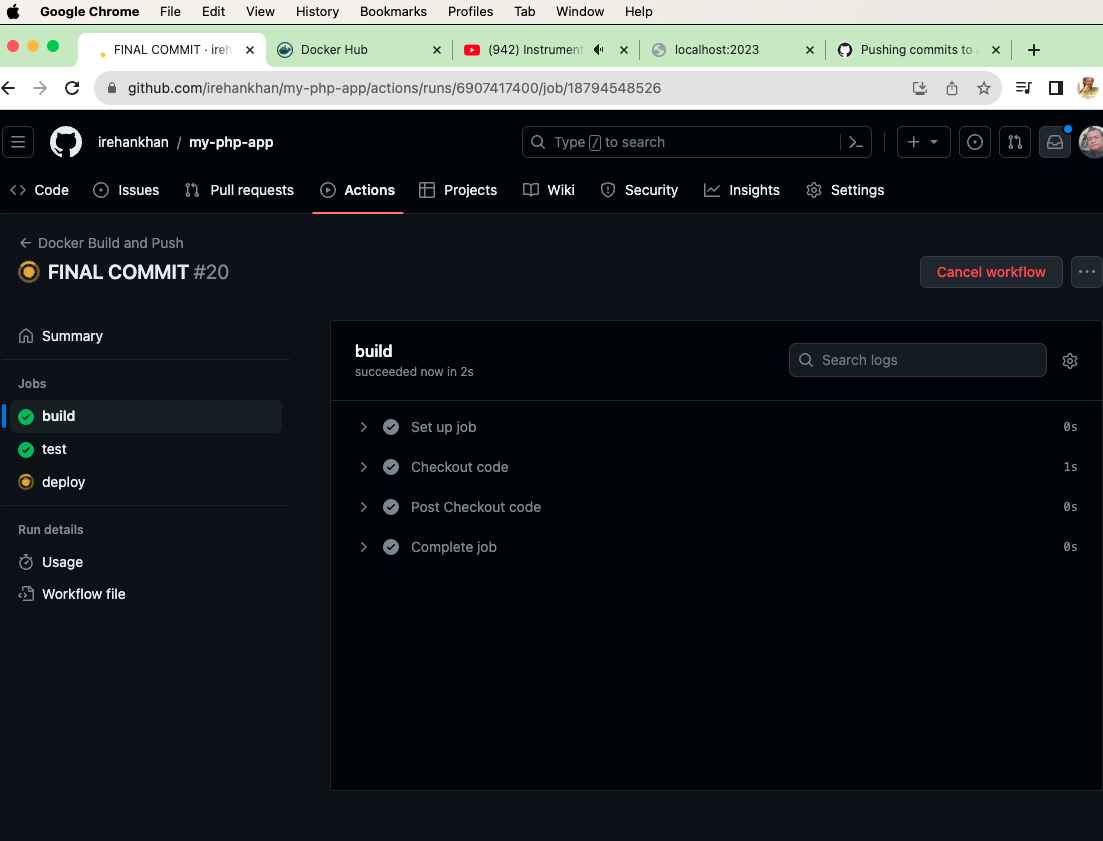 Google Chrome File Edit View History Bookmarks Profiles Tab Window Help
FINAL COMMIT · ireh Docker Hub (942) Instrument localhost:2023 Pushing commits to
github.com/irehankhan/my-php-app/actions/runs/6907417400/job/18794548526
irehankhan / my-php-app Type / to search
Code Issues Pull requests Actions Projects Wiki Security Insights Settings
Docker Build and Push
FINAL COMMIT #20
Cancel workflow
Summary
Jobs
build
test
deploy
Run details
Usage
Workflow file
build
succeeded now in 2s
Search logs
Set up job 0s
Checkout code 1s
Post Checkout code 0s
Complete job 0s